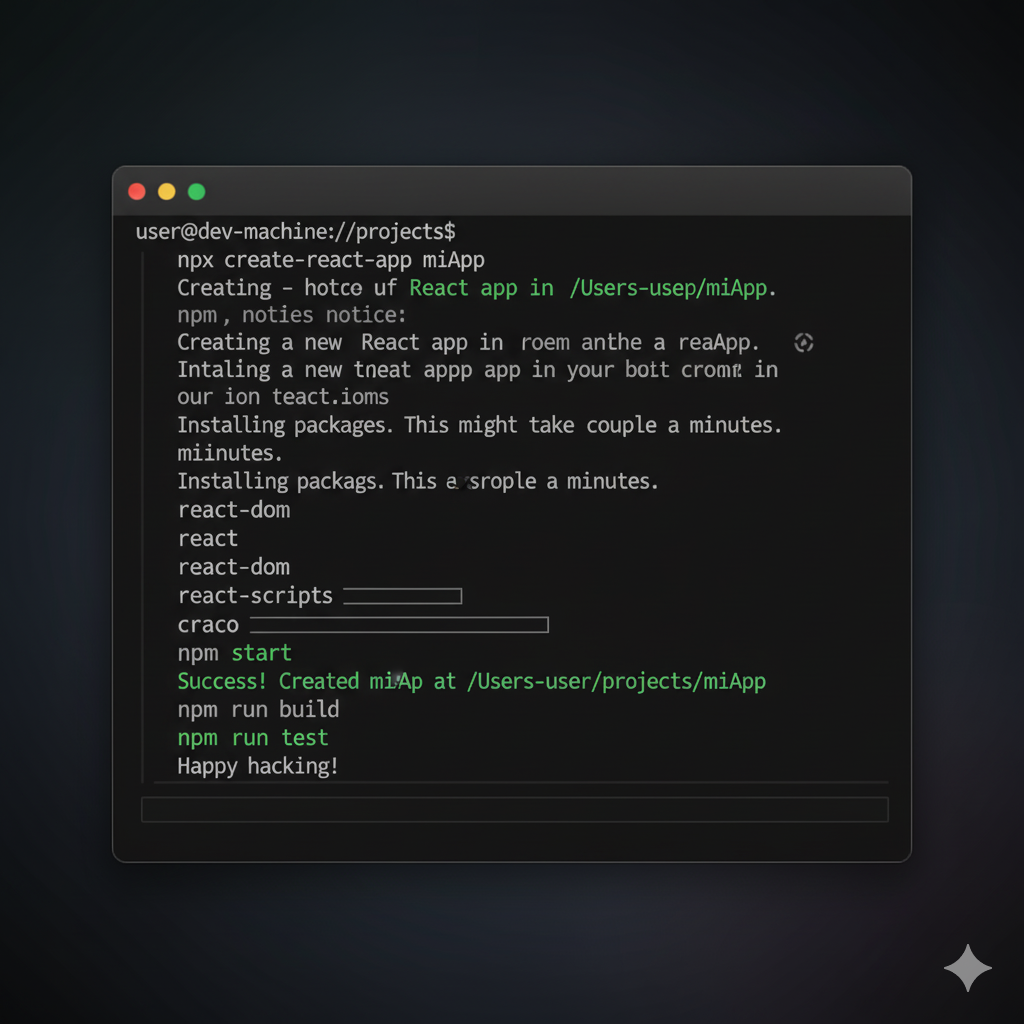 user@dev-machine://projects$
npx create-react-app miApp
Creating - hotco uf React app in /Users-usep/miApp.
npm, noties notice:
Creating a new React app in roem anthe a reaApp.
Intaling a new tneat appp app in your bott in
our ion teact.ioms
Installing packages. This might take couple a minutes.
miinutes.
Installing packags. This a srople a minutes.
react-dom
react
react-dom
react-scripts
craco
npm start
Success! Created miAp at /Users-user/projects/miApp
npm run build
npm run test
Happy hacking!